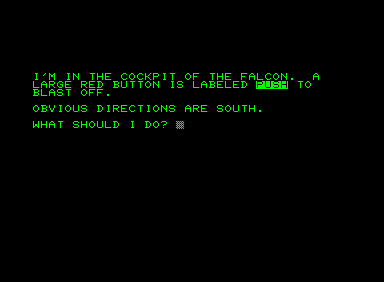 I'M IN THE COCKPIT OF THE FALCON.  A
LARGE RED BUTTON IS LABELED PUSH TO
BLAST OFF.
OBVIOUS DIRECTIONS ARE SOUTH.
WHAT SHOULD I DO?